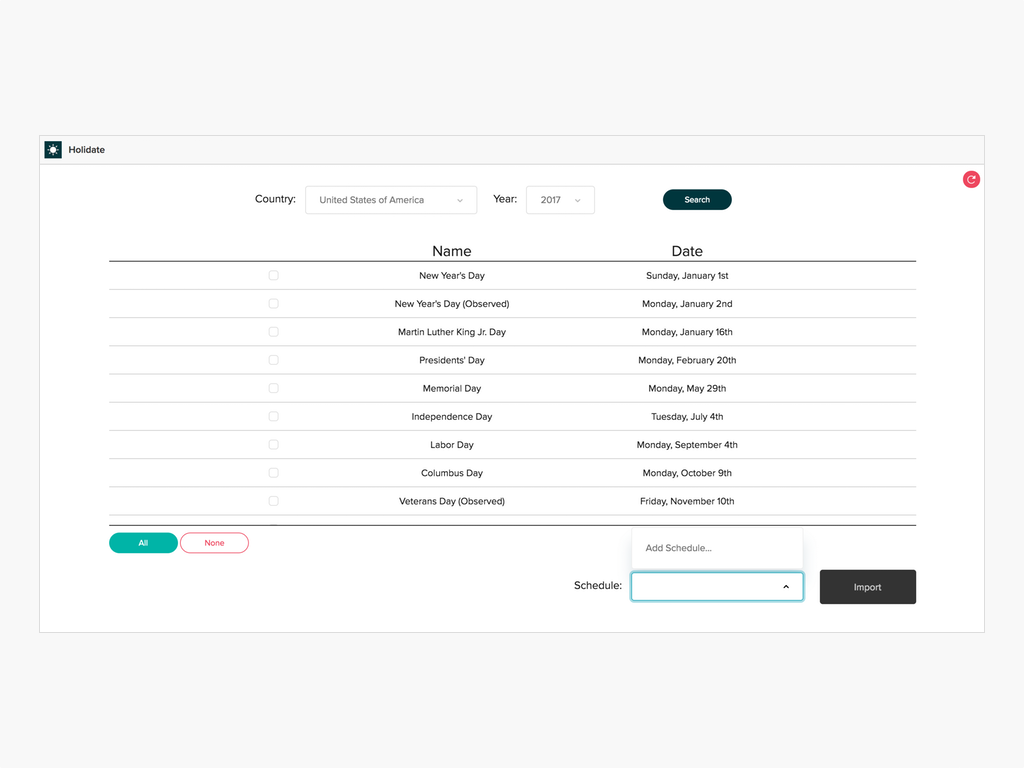 Holidate
Country: United States of America Year: 2017 Search
Name Date
New Year's Day Sunday, January 1st
New Year's Day (Observed) Monday, January 2nd
Martin Luther King Jr. Day Monday, January 16th
Presidents' Day Monday, February 20th
Memorial Day Monday, May 29th
Independence Day Tuesday, July 4th
Labor Day Monday, September 4th
Columbus Day Monday, October 9th
Veterans Day (Observed) Friday, November 10th
All None
Add Schedule...
Schedule: Import